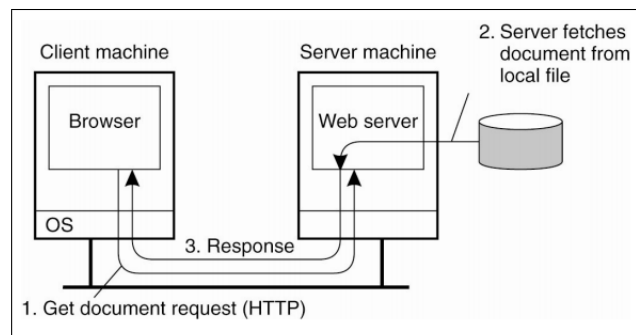 Client machine
Server machine
2. Server fetches
document from
local file
Browser
Web server
OS
3. Response
1. Get document request (HTTP)